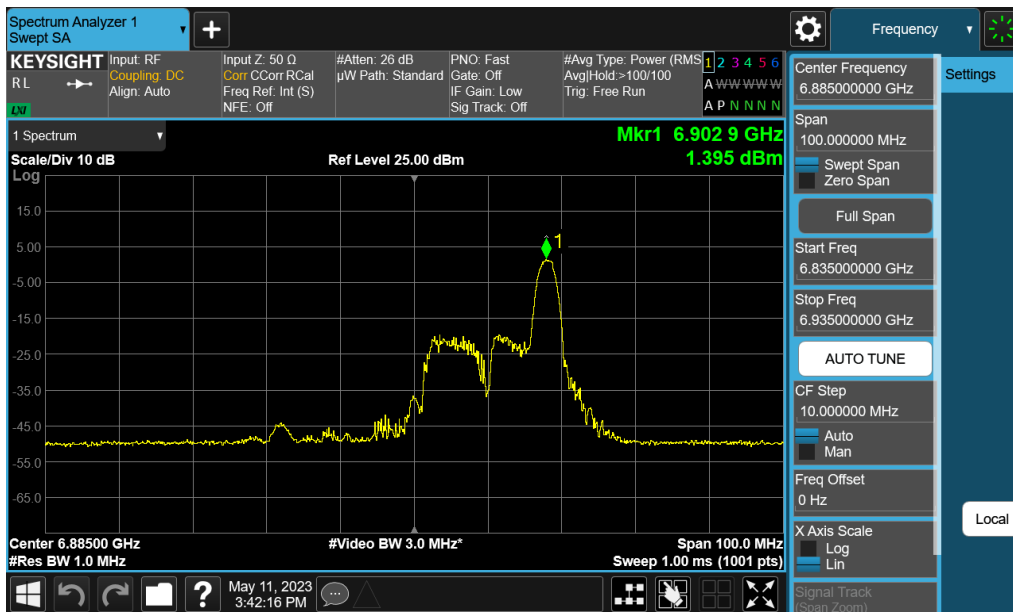 Spectrum Analyzer 1
Swept SA
+
Frequency
KEYSIGHT
R L
LXI
Input: RF
Coupling: DC
Align: Auto
Input Z: 50 Ω
Corr CCorr RCal
Freq Ref: Int (S)
NFE: Off
#Atten: 26 dB
µW Path: Standard
PNO: Fast
Gate: Off
IF Gain: Low
Sig Track: Off
#Avg Type: Power (RMS
Avg|Hold:>100/100
Trig: Free Run
1 2 3 4 5 6
A W W W W W
A P N N N N
1 Spectrum
Mkr1 6.902 9 GHz
Scale/Div 10 dB
Ref Level 25.00 dBm
1.395 dBm
Log
15.0
5.00
-5.00
-15.0
-25.0
-35.0
-45.0
-55.0
-65.0
1
Center 6.88500 GHz
#Video BW 3.0 MHz*
Span 100.0 MHz
#Res BW 1.0 MHz
Sweep 1.00 ms (1001 pts)
Center Frequency
6.885000000 GHz
Span
100.000000 MHz
Swept Span
Zero Span
Full Span
Start Freq
6.835000000 GHz
Stop Freq
6.935000000 GHz
AUTO TUNE
CF Step
10.000000 MHz
Auto
Man
Freq Offset
0 Hz
X Axis Scale
Log
Lin
Signal Track
(Span Zoom)
Settings
Local
?
May 11, 2023
3:42:16 PM